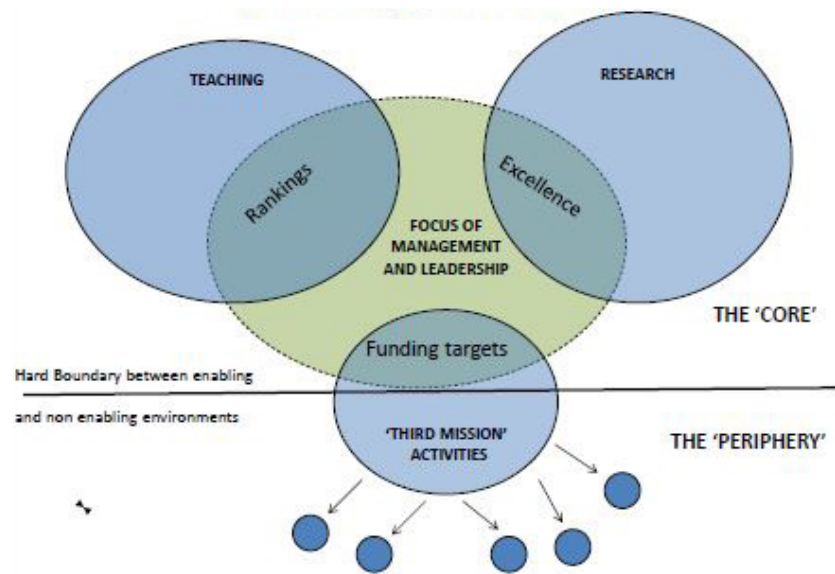 TEACHING
RESEARCH
Rankings
Excellence
FOCUS OF
MANAGEMENT
AND LEADERSHIP
THE ‘CORE’
Funding targets
Hard Boundary between enabling
and non enabling environments
‘THIRD MISSION’
ACTIVITIES
THE ‘PERIPHERY’